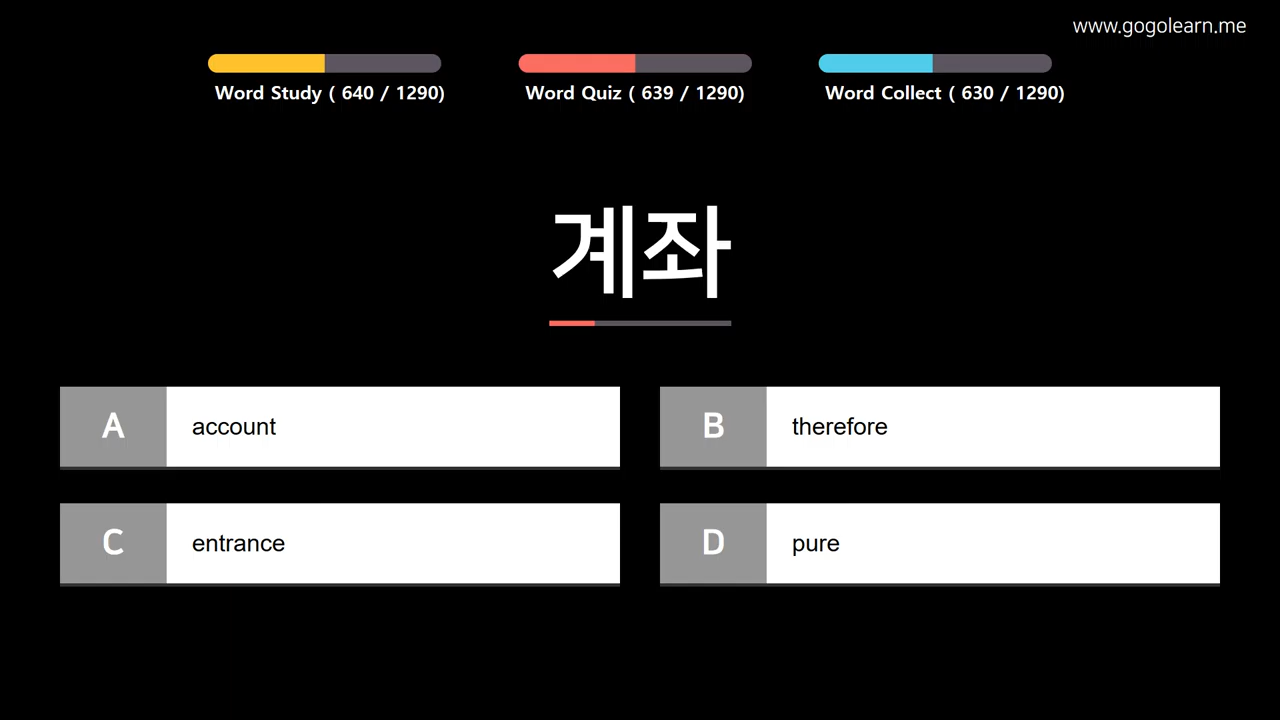 www.gogolearn.me
Word Study ( 640 / 1290)
Word Quiz ( 639 / 1290)
Word Collect ( 630 / 1290)
계좌
A account
B therefore
C entrance
D pure